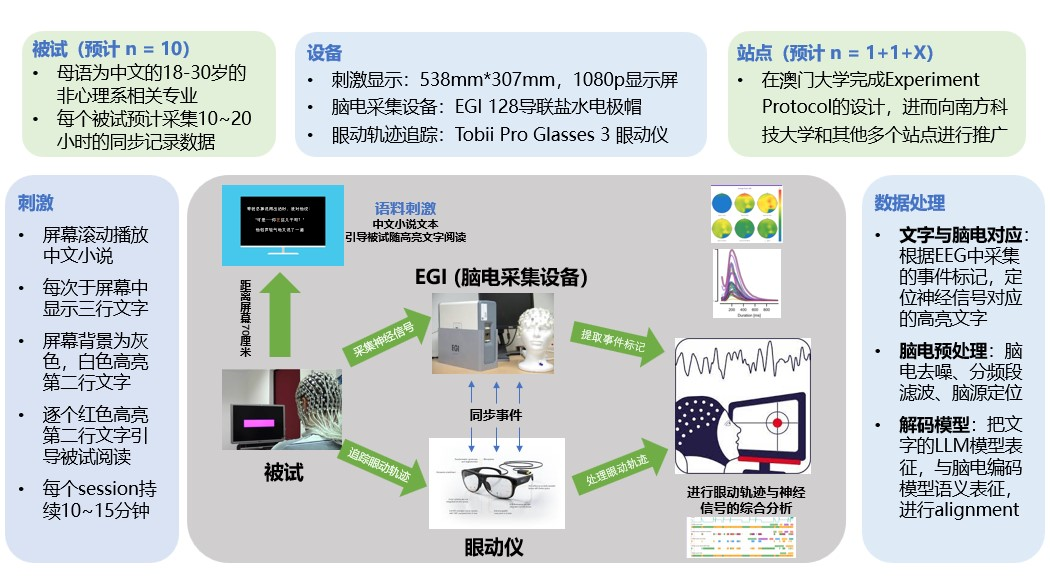 被试（预计 n = 10）
• 母语为中文的18-30岁的
非心理系相关专业
• 每个被试预计采集10~20
小时的同步记录数据
设备
• 刺激显示：538mm*307mm，1080p显示屏
• 脑电采集设备：EGI 128导联盐水电极帽
• 眼动轨迹追踪：Tobii Pro Glasses 3 眼动仪
站点（预计 n = 1+1+X）
• 在澳门大学完成Experiment
Protocol的设计，进而向南方科
技大学和其他多个站点进行推广
刺激
• 屏幕滚动播放
中文小说
• 每次于屏幕中
显示三行文字
• 屏幕背景为灰
色，白色高亮
第二行文字
• 逐个红色高亮
第二行文字引
导被试阅读
• 每个session持
续10~15分钟
语料刺激
中文小说文本
引导被试随高亮文字阅读
距离屏幕70厘米
被试
采集神经信号
追踪眼动轨迹
EGI (脑电采集设备)
EGI
同步事件
眼动仪
提取事件标记
处理眼动轨迹
200 400 600 800
Duration (ms)
进行眼动轨迹与神经
信号的综合分析
数据处理
• 文字与脑电对应：
根据EEG中采集
的事件标记，定
位神经信号对应
的高亮文字
• 脑电预处理：脑
电去噪、分频段
滤波、脑源定位
• 解码模型：把文
字的LLM模型表
征，与脑电编码
模型语义表征，
进行alignment